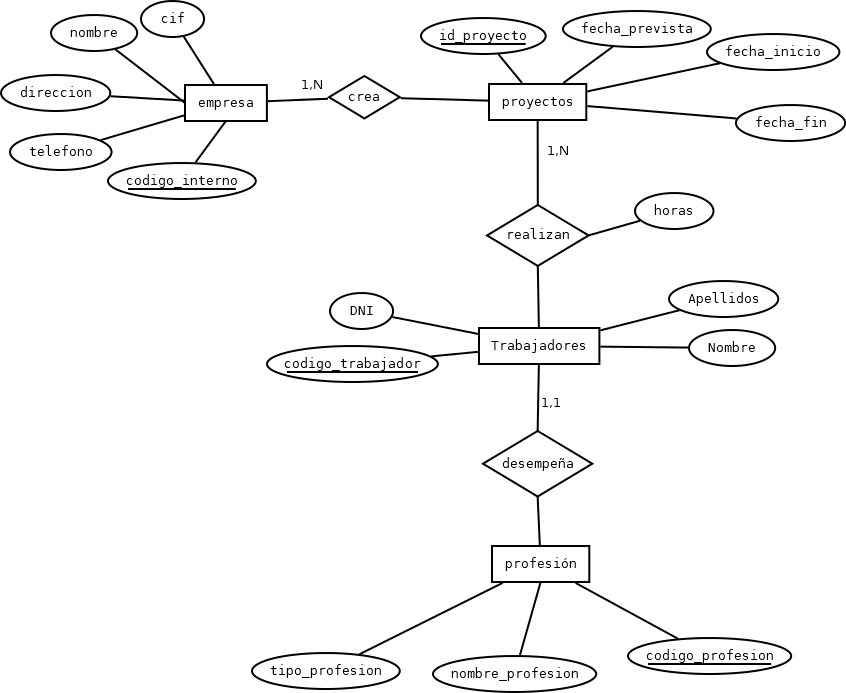 cif
nombre
id_proyecto
fecha_prevista
fecha_inicio
direccion
1,N
empresa
crea
proyectos
fecha_fin
telefono
1,N
codigo_interno
horas
realizan
Apellidos
DNI
Trabajadores
Nombre
codigo_trabajador
1,1
desempeña
profesión
codigo_profesion
tipo_profesion
nombre_profesion